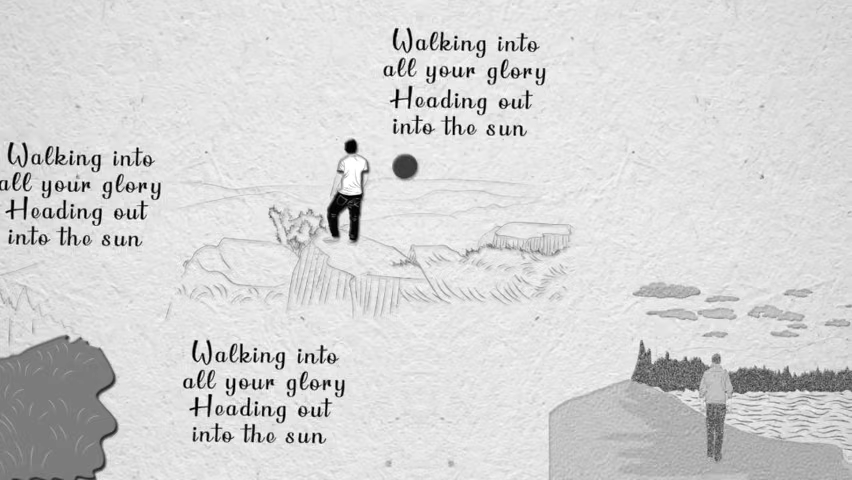 Walking into
all your glory
Heading out
into the sun
Walking into
all your glory
Heading out
into the sun
Walking into
all your glory
Heading out
into the sun